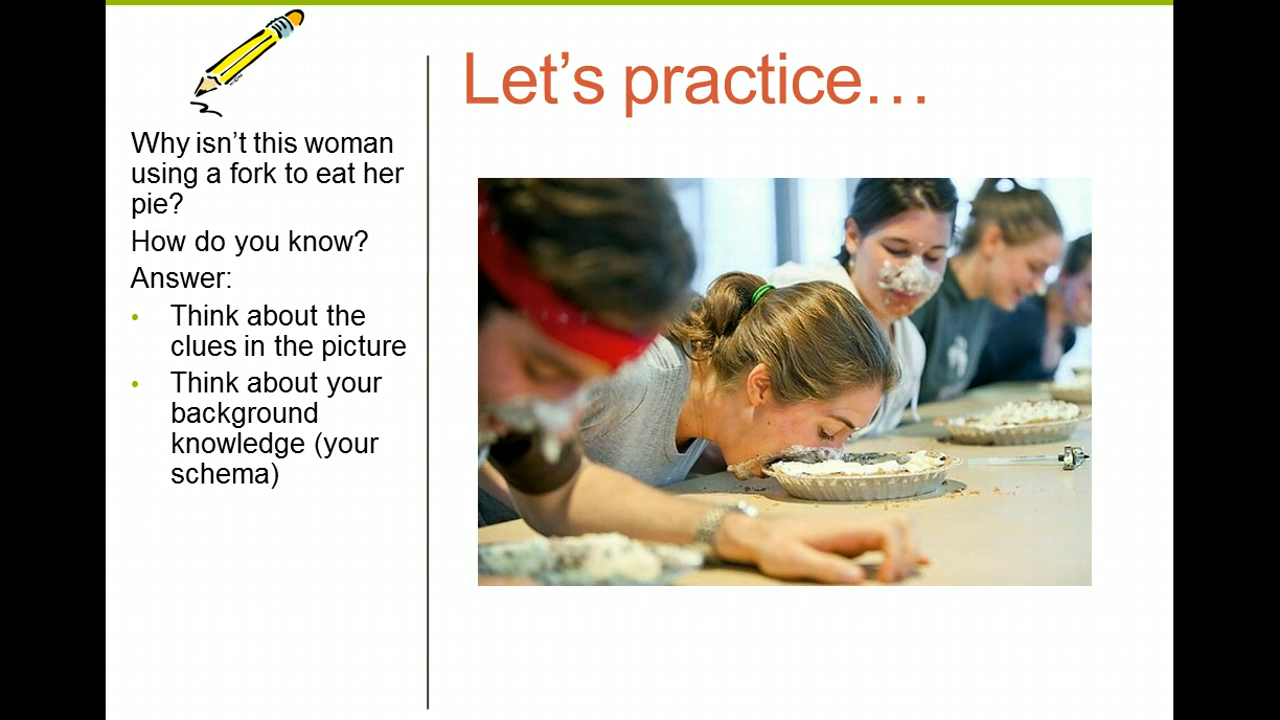 Let’s practice…
Why isn’t this woman
using a fork to eat her
pie?
How do you know?
Answer:
• Think about the
clues in the picture
• Think about your
background
knowledge (your
schema)